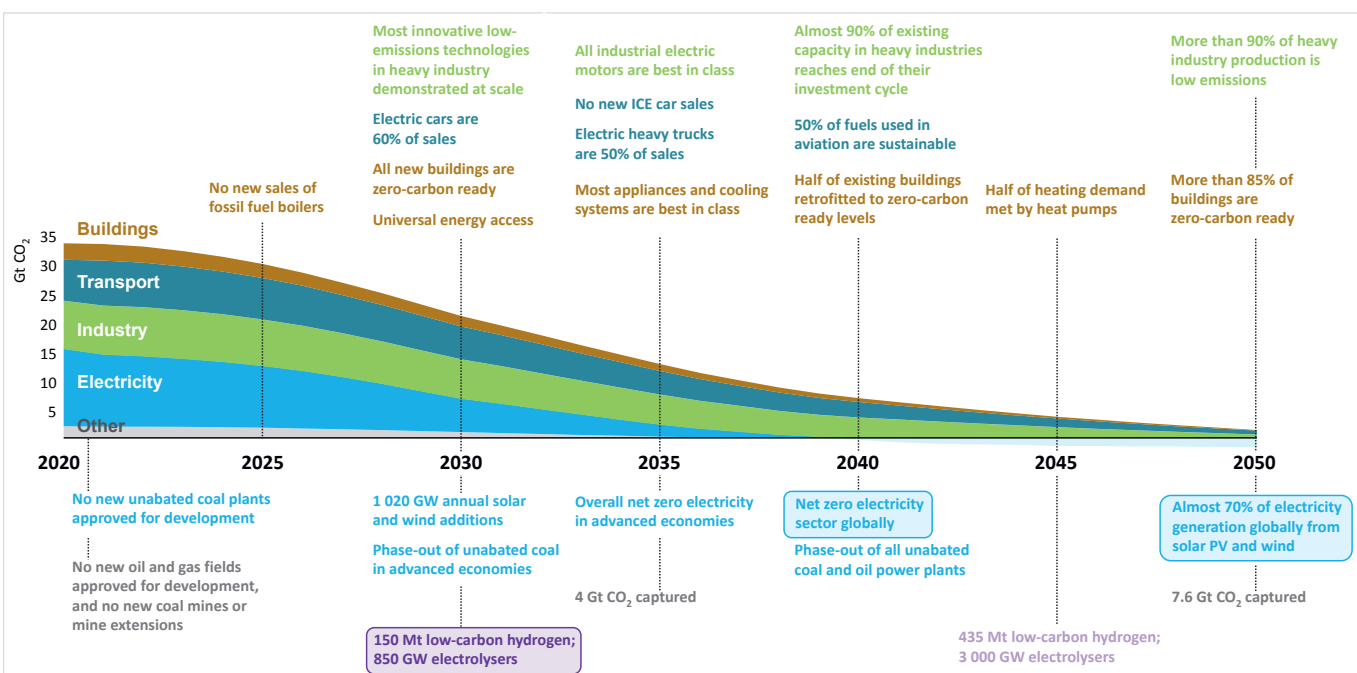 Most innovative low-
emissions technologies
in heavy industry
demonstrated at scale
Electric cars are
60% of sales
All new buildings are
zero-carbon ready
Universal energy access
All industrial electric
motors are best in class
No new ICE car sales
Electric heavy trucks
are 50% of sales
Most appliances and cooling
systems are best in class
Almost 90% of existing
capacity in heavy industries
reaches end of their
investment cycle
50% of fuels used in
aviation are sustainable
Half of existing buildings
retrofitted to zero-carbon
ready levels
More than 90% of heavy
industry production is
low emissions
No new sales of
fossil fuel boilers
Half of heating demand
met by heat pumps
More than 85% of
buildings are
zero-carbon ready
Gt CO₂
35
30
25
20
15
10
5
Buildings
Transport
Industry
Electricity
Other
2020
2025
2030
2035
2040
2045
2050
No new unabated coal plants
approved for development
No new oil and gas fields
approved for development,
and no new coal mines or
mine extensions
1 020 GW annual solar
and wind additions
Phase-out of unabated coal
in advanced economies
150 Mt low-carbon hydrogen;
850 GW electrolysers
Overall net zero electricity
in advanced economies
4 Gt CO₂ captured
Net zero electricity
sector globally
Phase-out of all unabated
coal and oil power plants
435 Mt low-carbon hydrogen;
3 000 GW electrolysers
Almost 70% of electricity
generation globally from
solar PV and wind
7.6 Gt CO₂ captured